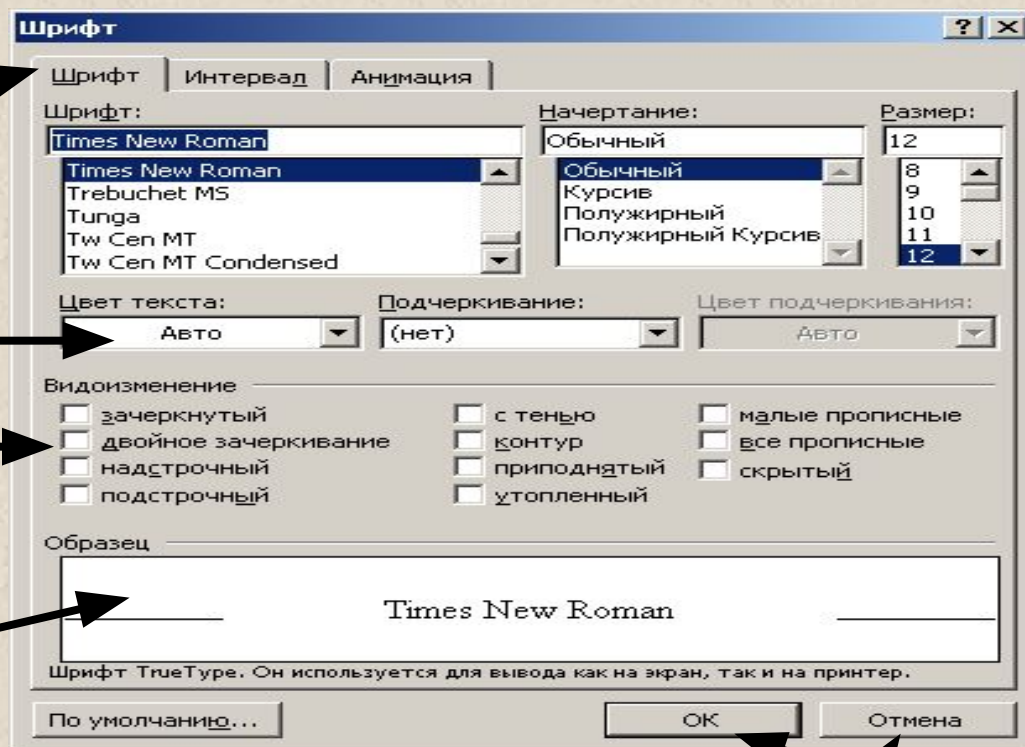 Шрифт
Шрифт Интервал Анимация
Шрифт: Начертание: Размер:
Times New Roman Обычный 12
Times New Roman Обычный 8
Trebuchet MS Курсив 9
Tunga Полужирный 10
Tw Cen MT Полужирный Курсив 11
Tw Cen MT Condensed 12
Цвет текста: Подчеркивание: Цвет подчеркивания:
Авто (нет) Авто
Видоизменение
зачеркнутый с тенью малые прописные
двойное зачеркивание контур все прописные
надстрочный приподнятый скрытый
подстрочный утопленный
Образец
Times New Roman
Шрифт TrueType. Он используется для вывода как на экран, так и на принтер.
По умолчанию... ОК Отмена